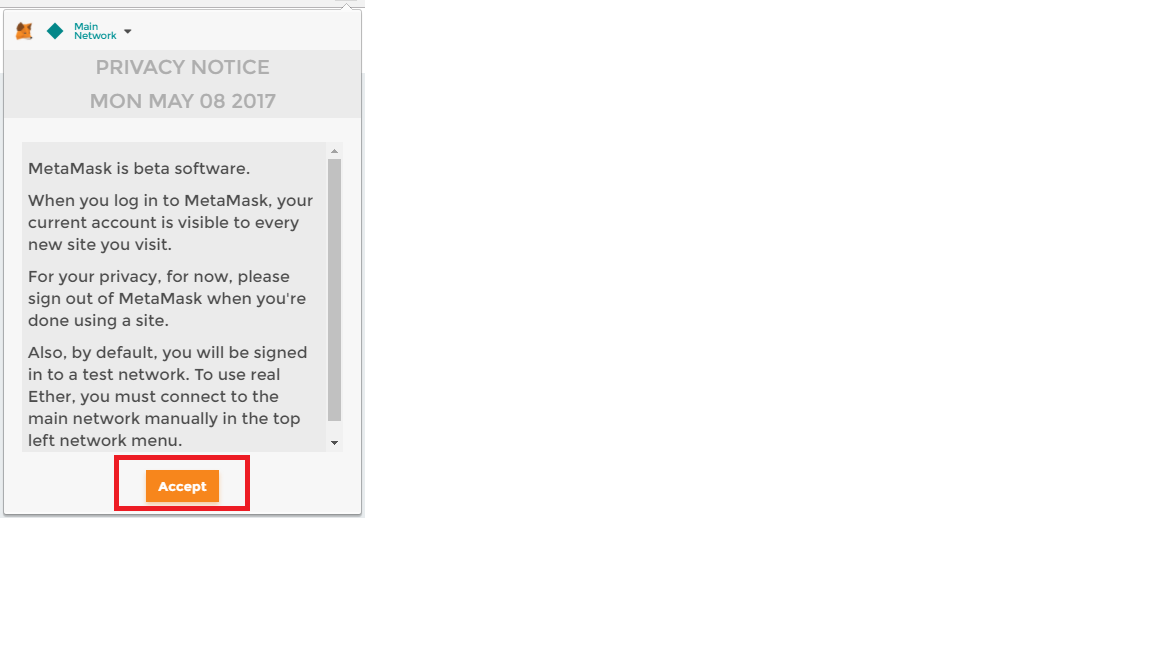 Main
Network
PRIVACY NOTICE
MON MAY 08 2017
MetaMask is beta software.
When you log in to MetaMask, your
current account is visible to every
new site you visit.
For your privacy, for now, please
sign out of MetaMask when you're
done using a site.
Also, by default, you will be signed
in to a test network. To use real
Ether, you must connect to the
main network manually in the top
left network menu.
Accept